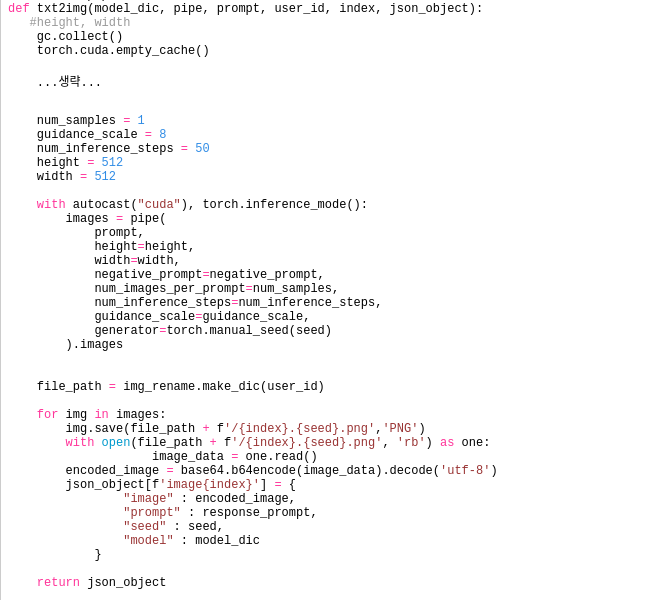 def txt2img(model_dic, pipe, prompt, user_id, index, json_object):
   #height, width
    gc.collect()
    torch.cuda.empty_cache()

    ...생략...

    num_samples = 1
    guidance_scale = 8
    num_inference_steps = 50
    height = 512
    width = 512

    with autocast("cuda"), torch.inference_mode():
        images = pipe(
            prompt,
            height=height,
            width=width,
            negative_prompt=negative_prompt,
            num_images_per_prompt=num_samples,
            num_inference_steps=num_inference_steps,
            guidance_scale=guidance_scale,
            generator=torch.manual_seed(seed)
        ).images

    file_path = img_rename.make_dic(user_id)

    for img in images:
        img.save(file_path + f'/{index}.{seed}.png','PNG')
        with open(file_path + f'/{index}.{seed}.png', 'rb') as one:
                    image_data = one.read()
        encoded_image = base64.b64encode(image_data).decode('utf-8')
        json_object[f'image{index}'] = {
                "image" : encoded_image,
                "prompt" : response_prompt,
                "seed" : seed,
                "model" : model_dic
            }

    return json_object